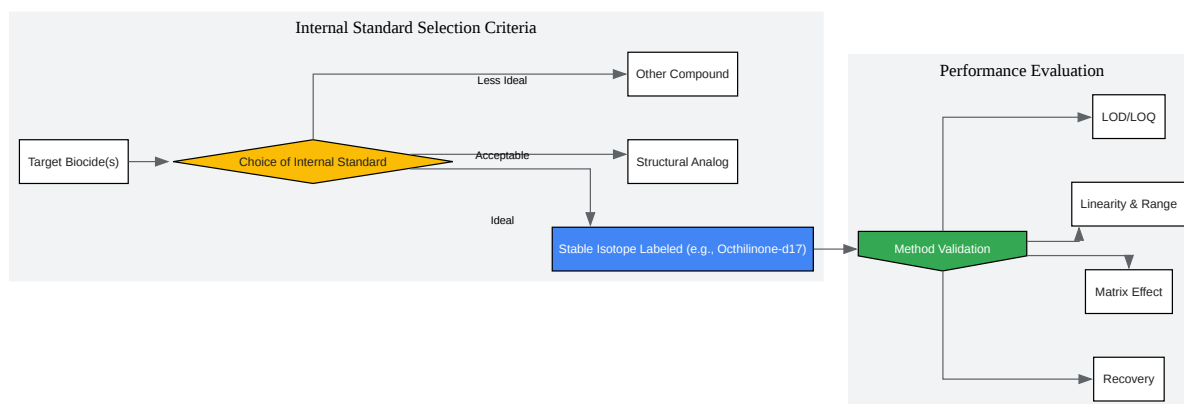 Internal Standard Selection Criteria
Less Ideal
Other Compound
Target Biocide(s)
Choice of Internal Standard
Acceptable
Structural Analog
Ideal
Stable Isotope Labeled (e.g., Octhilinone-d17)
Performance Evaluation
LOD/LOQ
Linearity & Range
Method Validation
Matrix Effect
Recovery